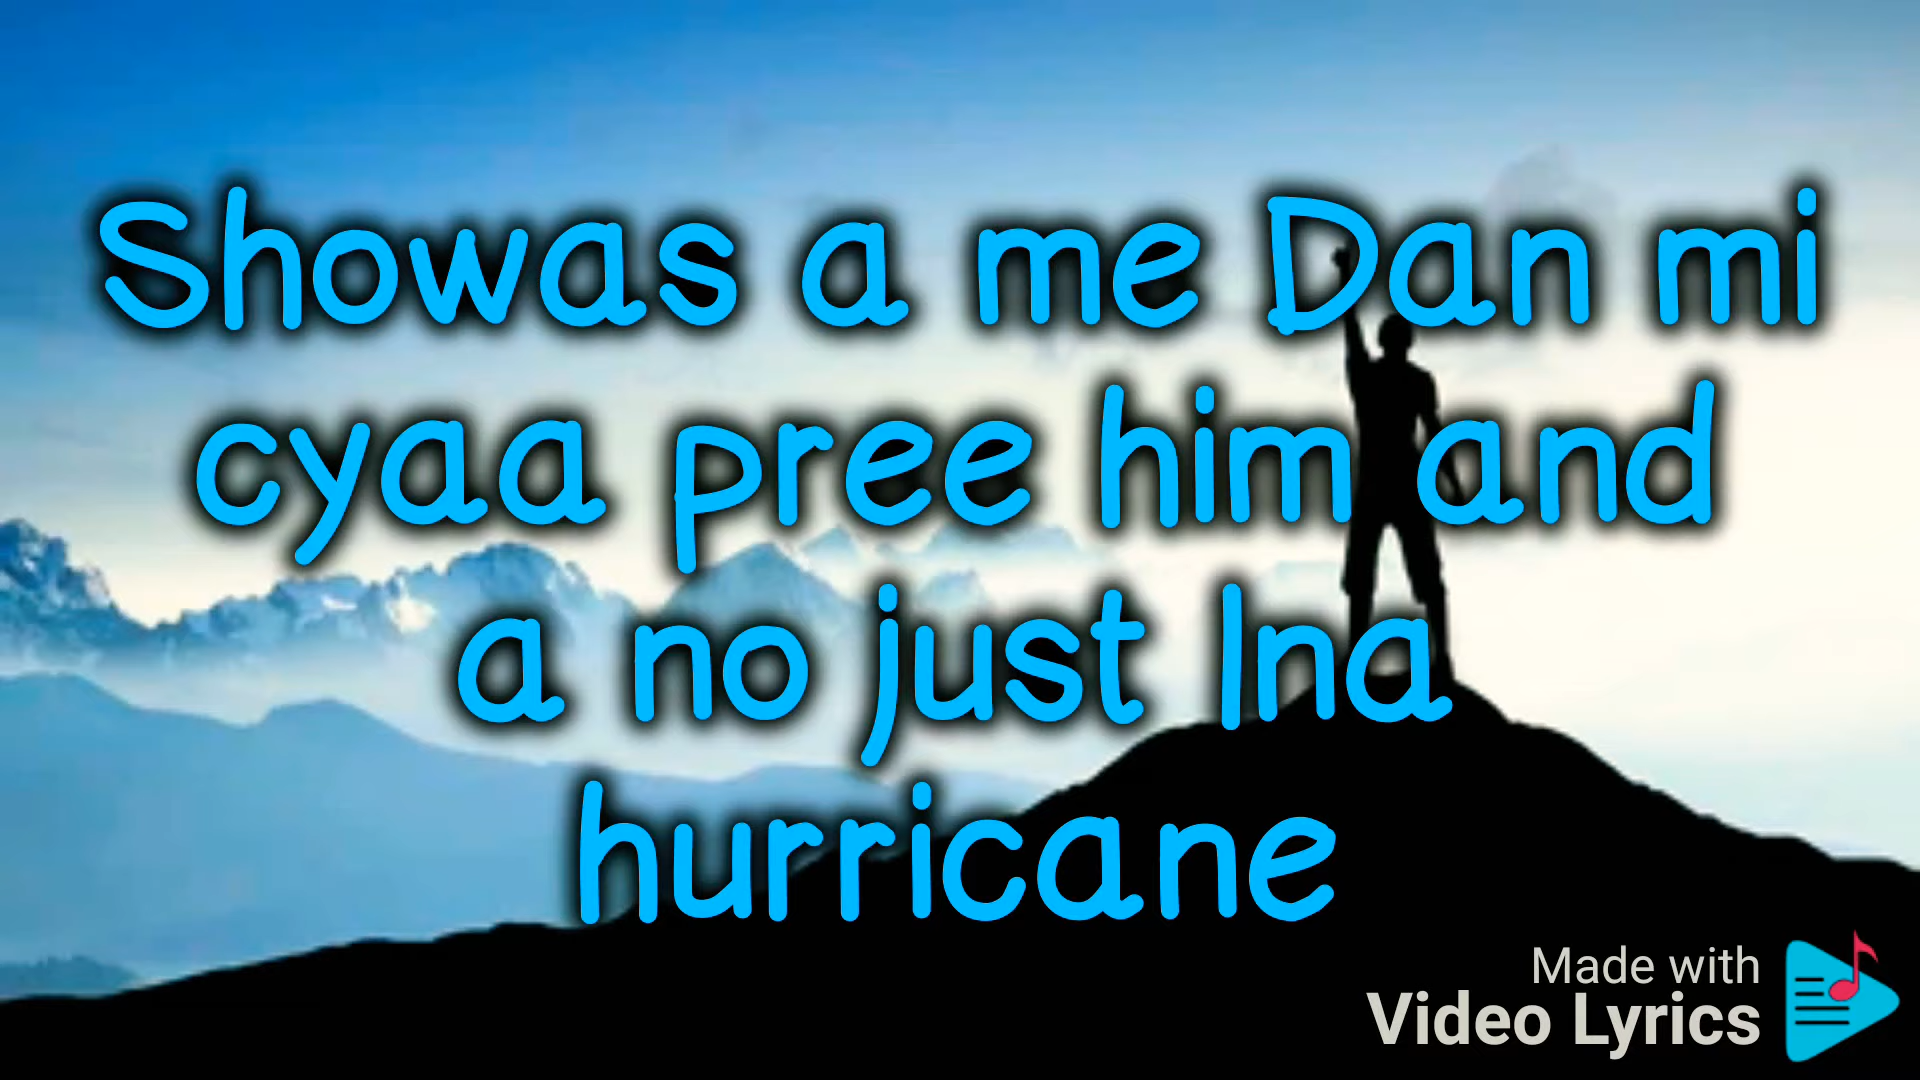 Showas a me Dan mi
cyaa pree him and
a no just Ina
hurricane
Made with
Video Lyrics